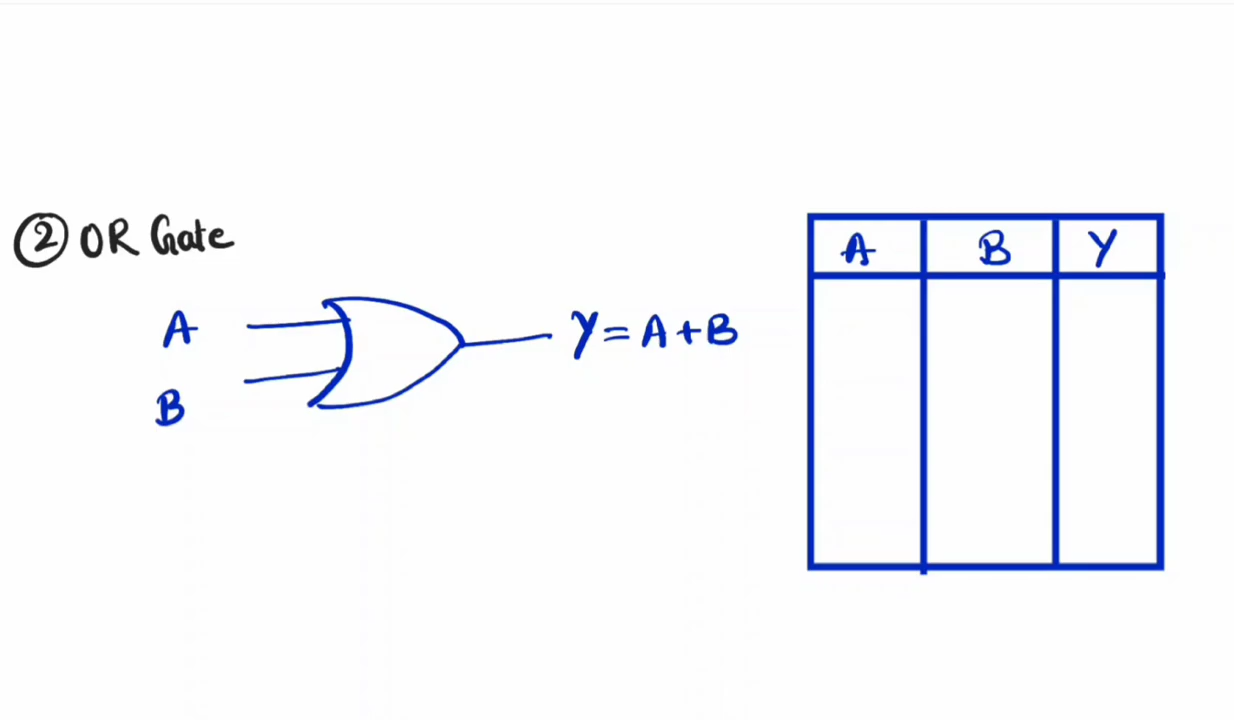 ② OR Gate
A
B
Y = A + B
A B Y